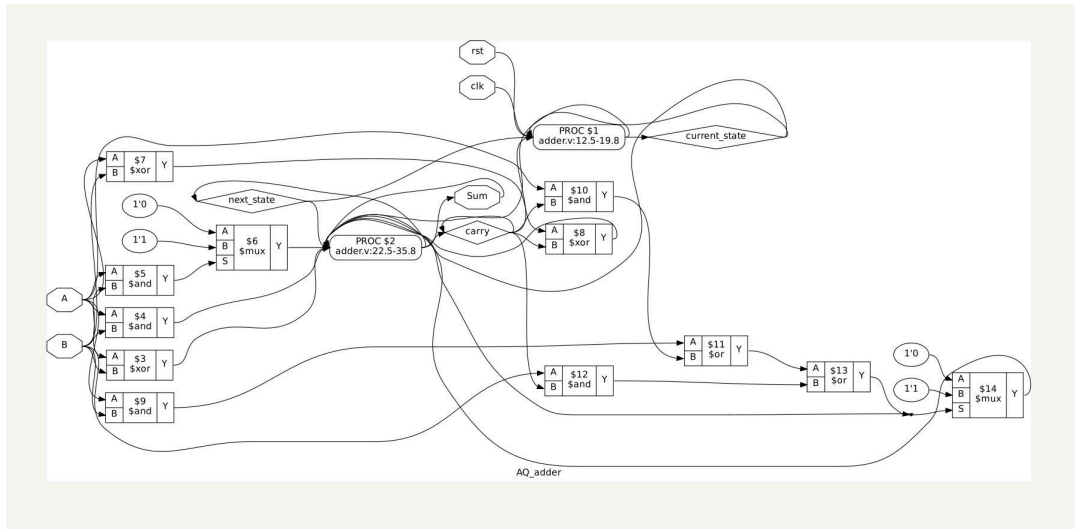 rst
clk
PROC $1
adder.v:12.5-19.8
current_state
A $7 Y
B $xor
next_state
Sum
A $10 Y
B $and
1'0
carry
A $8 Y
B $xor
1'1
A $6 Y
B $mux
S
PROC $2
adder.v:22.5-35.8
A $5 Y
B $and
A
A $4 Y
B $and
B
A $3 Y
B $xor
A $11 Y
B $or
1'0
A $12 Y
B $and
A $13 Y
B $or
1'1
A $14 Y
B $mux
S
A $9 Y
B $and
AQ_adder